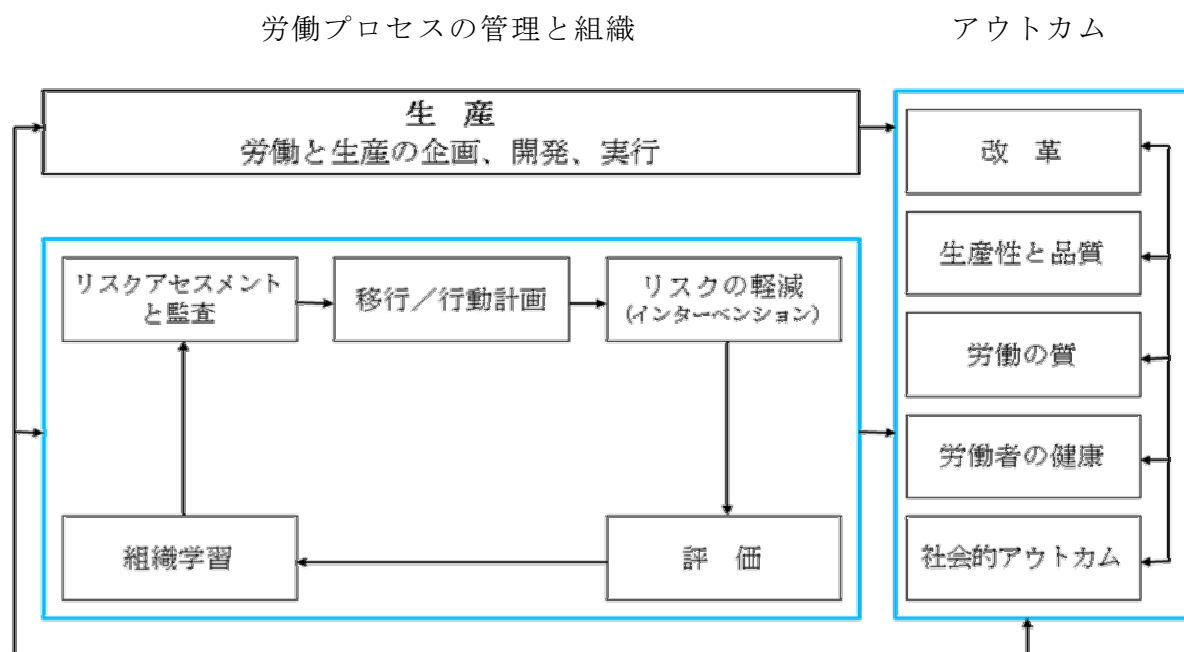 労働プロセスの管理と組織
アウトカム
生 産
労働と生産の企画、開発、実行
リスクアセスメント
と監査
移行／行動計画
リスクの軽減
(インターベンション)
組織学習
評 価
改 革
生産性と品質
労働の質
労働者の健康
社会的アウトカム